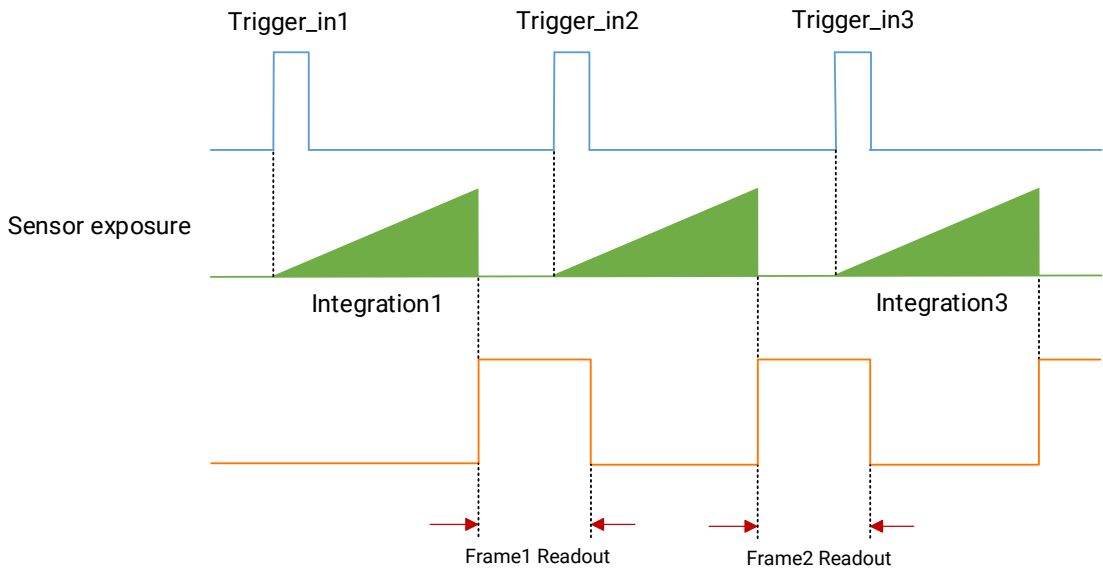 Trigger_in1
Trigger_in2
Trigger_in3
Sensor exposure
Integration1
Integration3
Frame1 Readout
Frame2 Readout